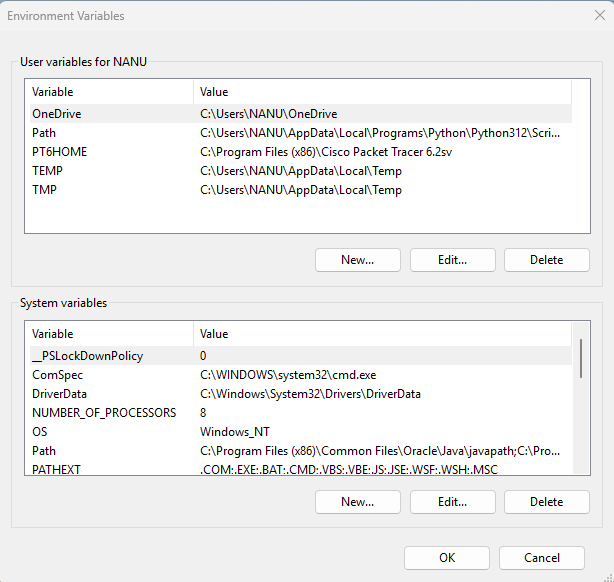 Environment Variables
User variables for NANU
Variable Value
OneDrive C:\Users\NANU\OneDrive
Path C:\Users\NANU\AppData\Local\Programs\Python\Python312\Scri...
PT6HOME C:\Program Files (x86)\Cisco Packet Tracer 6.2sv
TEMP C:\Users\NANU\AppData\Local\Temp
TMP C:\Users\NANU\AppData\Local\Temp
New... Edit... Delete
System variables
Variable Value
__PSLockDownPolicy 0
ComSpec C:\WINDOWS\system32\cmd.exe
DriverData C:\Windows\System32\Drivers\DriverData
NUMBER_OF_PROCESSORS 8
OS Windows_NT
Path C:\Program Files (x86)\Common Files\Oracle\Java\javapath;C:\Pro...
PATHEXT .COM;.EXE;.BAT;.CMD;.VBS;.VBE;.JS;.JSE;.WSF;.WSH;.MSC
New... Edit... Delete
OK Cancel